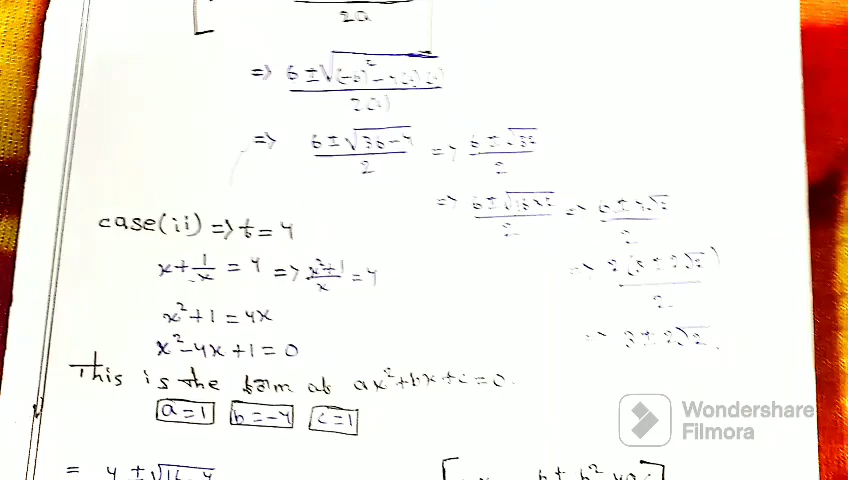 2a
=> 6 ± √(-6)² - 4(1)(1) / 2(1)
=> 6 ± √36-4 / 2 => 6 ± √32 / 2
=> 6 ± √16×2 / 2 => 6 ± 4√2 / 2
=> 2(3 ± 2√2) / 2
=> 3 ± 2√2.
case(ii) => t = 4
x + 1/x = 4 => x²+1/x = 4
x² + 1 = 4x
x² - 4x + 1 = 0
This is the form of ax²+bx+c = 0.
a = 1 b = -4 c = 1
= 4 ± √16-4
Wondershare
Filmora